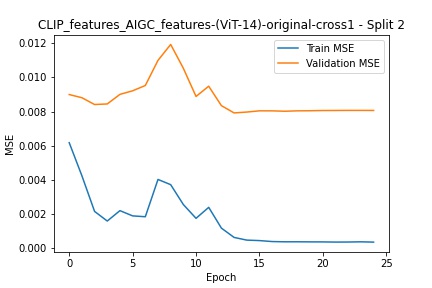 CLIP_features_AIGC_features-(ViT-14)-original-cross1 - Split 2
Train MSE
Validation MSE
0.012
0.010
0.008
0.006
0.004
0.002
0.000
MSE
0 5 10 15 20 25
Epoch